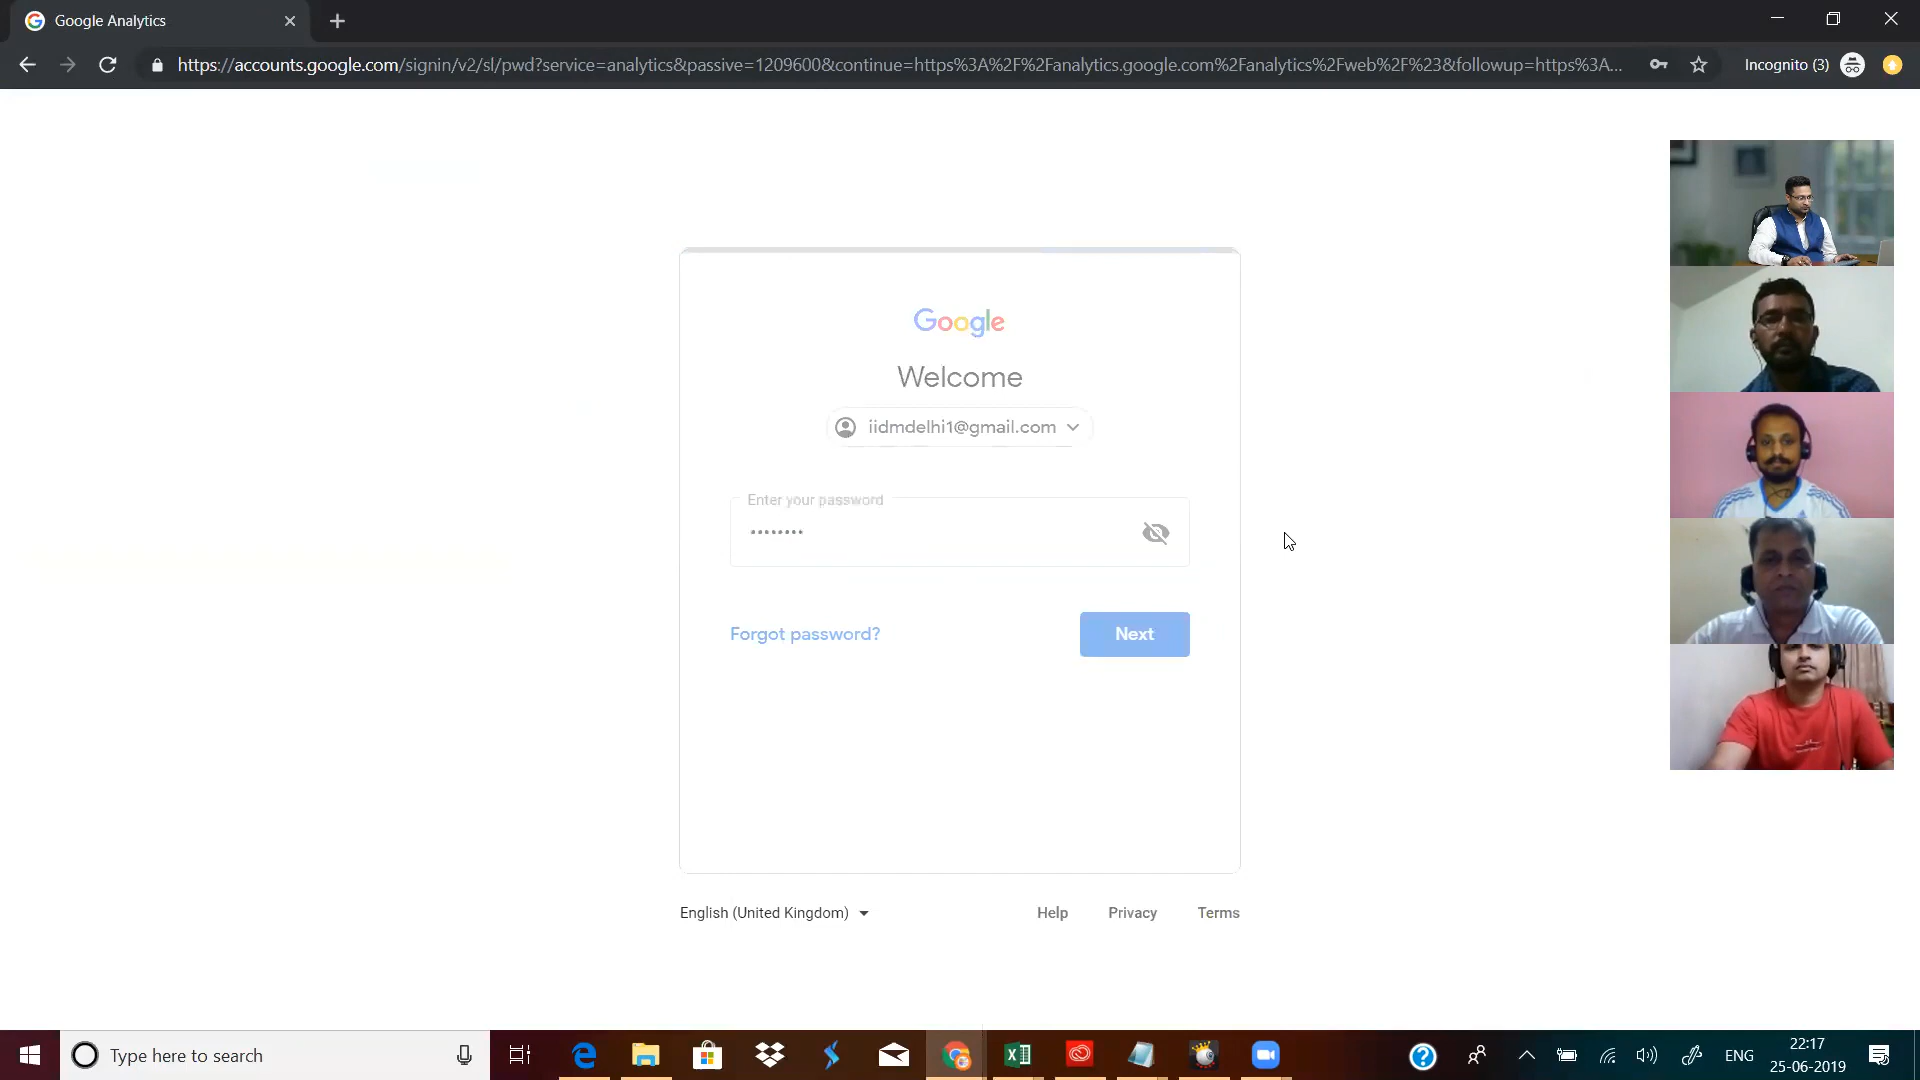 Google Analytics
https://accounts.google.com/signin/v2/sl/pwd?service=analytics&passive=1209600&continue=https%3A%2F%2Fanalytics.google.com%2Fanalytics%2Fweb%2F%23&followup=https%3A...
Incognito (3)
Google
Welcome
iidmdelhi1@gmail.com
Enter your password
Forgot password?
Next
English (United Kingdom)
Help
Privacy
Terms
Type here to search
ENG
22:17
25-06-2019